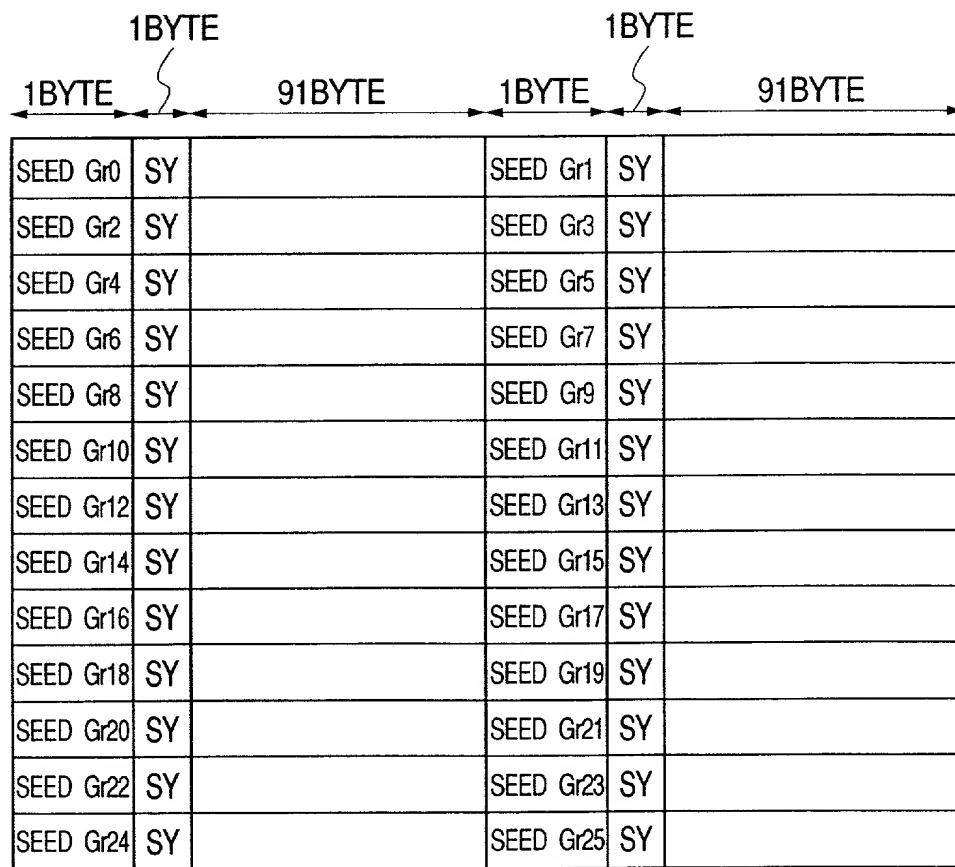 1BYTE 1BYTE
1BYTE 91BYTE 1BYTE 91BYTE
SEED Gr0 SY SEED Gr1 SY
SEED Gr2 SY SEED Gr3 SY
SEED Gr4 SY SEED Gr5 SY
SEED Gr6 SY SEED Gr7 SY
SEED Gr8 SY SEED Gr9 SY
SEED Gr10 SY SEED Gr11 SY
SEED Gr12 SY SEED Gr13 SY
SEED Gr14 SY SEED Gr15 SY
SEED Gr16 SY SEED Gr17 SY
SEED Gr18 SY SEED Gr19 SY
SEED Gr20 SY SEED Gr21 SY
SEED Gr22 SY SEED Gr23 SY
SEED Gr24 SY SEED Gr25 SY